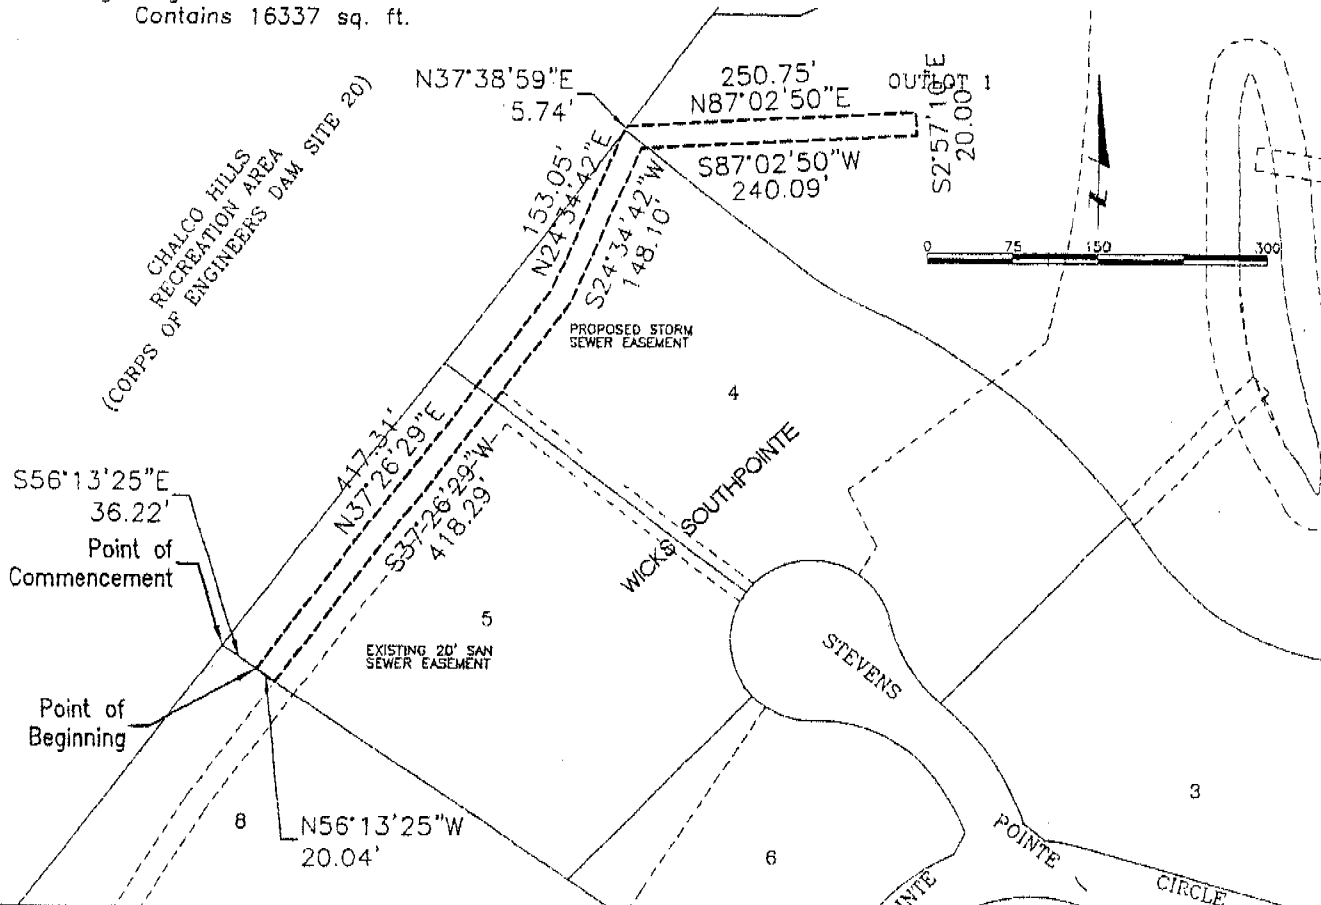 Contains 16337 sq. ft.
N37°38'59"E
5.74'
250.75'
N87°02'50"E
OUTLOT 1
S2°57'10"E
20.00'
S87°02'50"W
240.09'
CHALCO HILLS
RECREATION AREA
(CORPS OF ENGINEERS DAM SITE 20)
153.05'
N24°34'42"E
S24°34'42"W
148.10'
0 75 150 300
PROPOSED STORM
SEWER EASEMENT
4
417.31'
N37°26'29"E
S37°26'29"W
418.29'
WICKS SOUTHPOINTE
S56°13'25"E
36.22'
Point of
Commencement
5
EXISTING 20' SAN
SEWER EASEMENT
STEVENS
POINTE
CIRCLE
Point of
Beginning
3
8
N56°13'25"W
20.04'
6
INTE